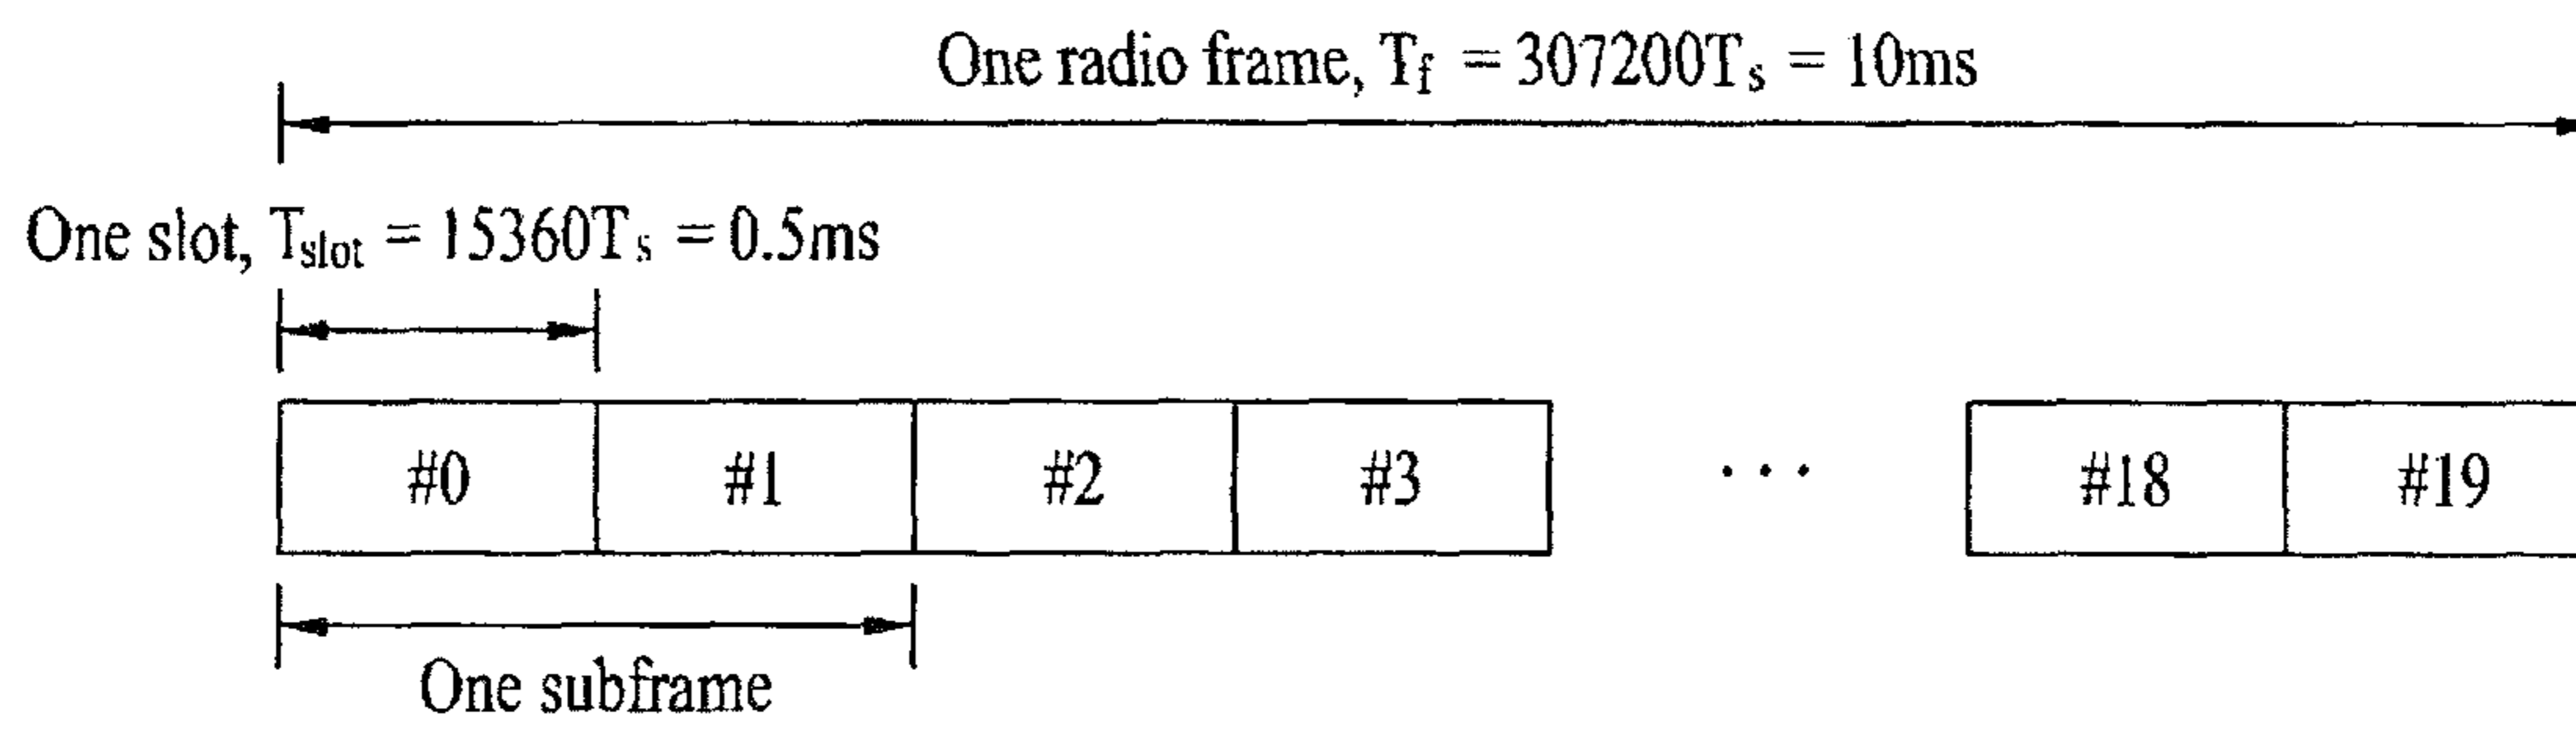 One radio frame, Tf = 307200Ts = 10ms
One slot, Tslot = 15360Ts = 0.5ms
#0 #1 #2 #3 ··· #18 #19
One subframe